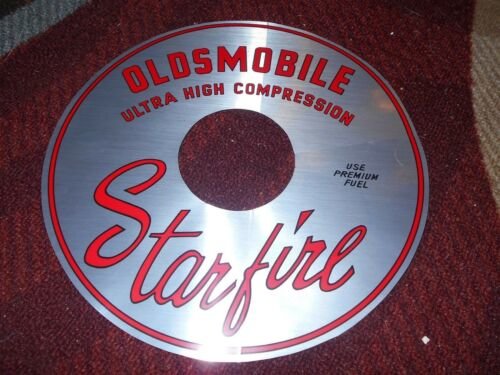 OLDSMOBILE
ULTRA HIGH COMPRESSION
USE
PREMIUM
FUEL
Starfire